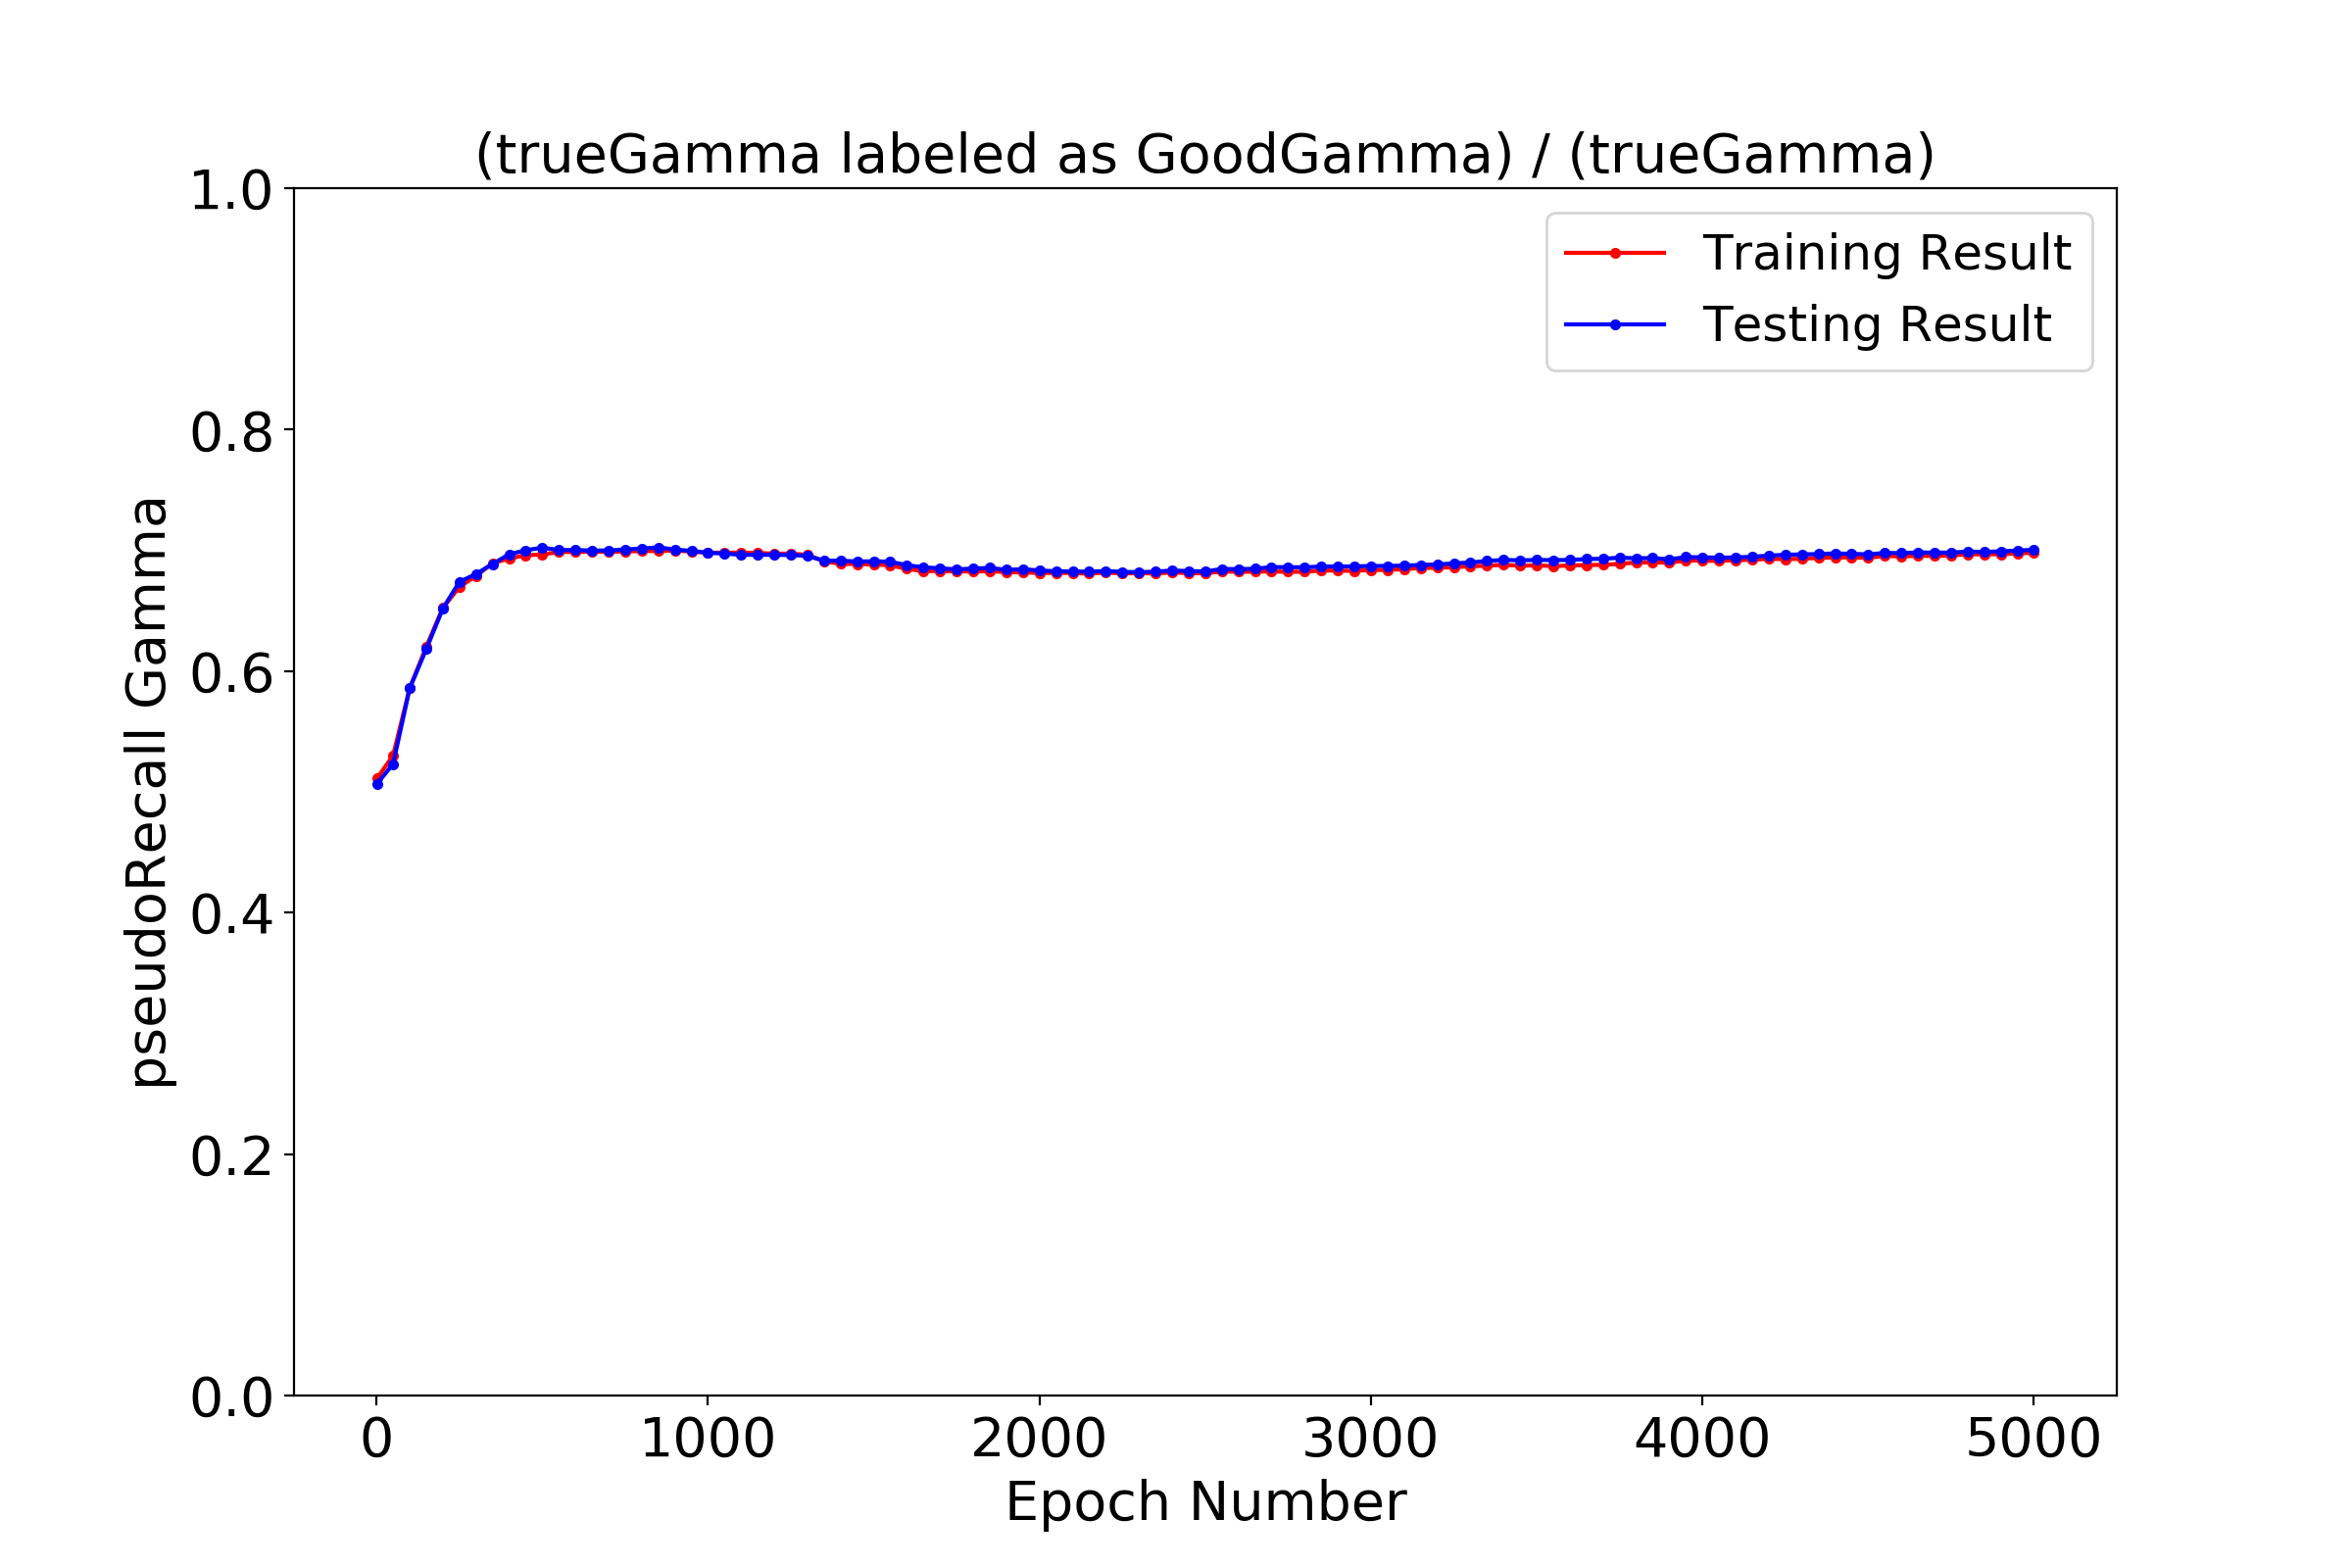 (trueGamma labeled as GoodGamma) / (trueGamma)
1.0
0.8
0.6
0.4
0.2
0.0
pseudoRecall Gamma
Training Result
Testing Result
0 1000 2000 3000 4000 5000
Epoch Number